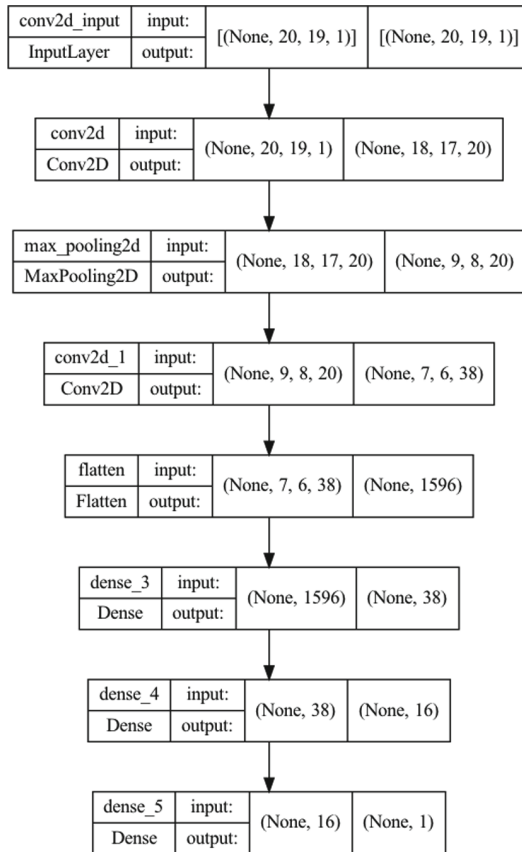 conv2d_input input: [(None, 20, 19, 1)] [(None, 20, 19, 1)]
InputLayer output:
conv2d input: (None, 20, 19, 1) (None, 18, 17, 20)
Conv2D output:
max_pooling2d input: (None, 18, 17, 20) (None, 9, 8, 20)
MaxPooling2D output:
conv2d_1 input: (None, 9, 8, 20) (None, 7, 6, 38)
Conv2D output:
flatten input: (None, 7, 6, 38) (None, 1596)
Flatten output:
dense_3 input: (None, 1596) (None, 38)
Dense output:
dense_4 input: (None, 38) (None, 16)
Dense output:
dense_5 input: (None, 16) (None, 1)
Dense output: